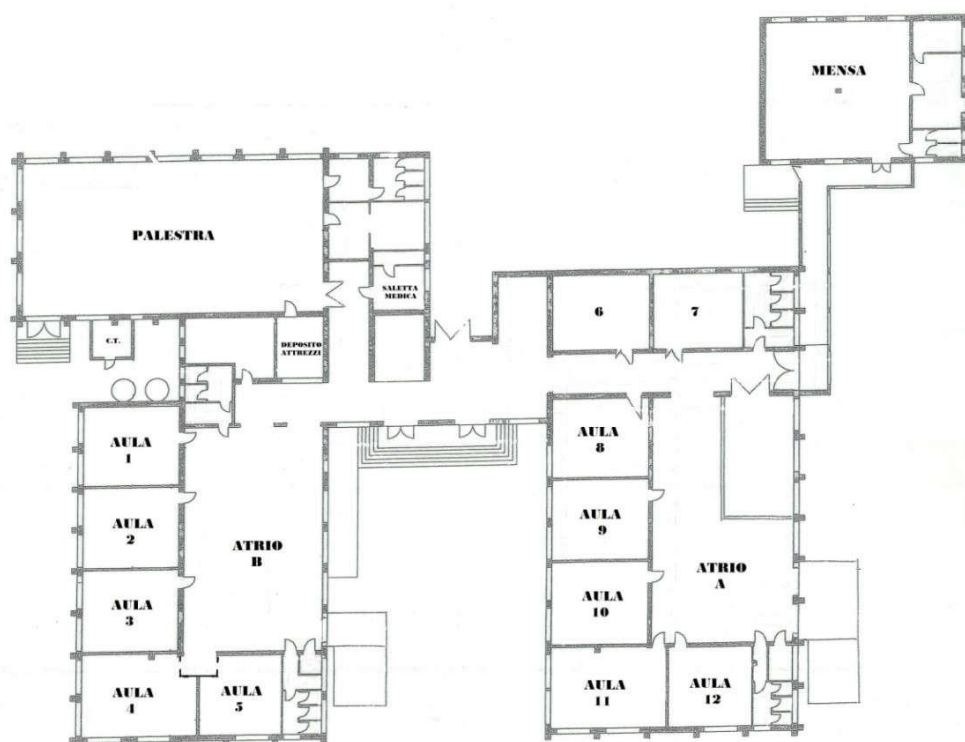 MENSA
PALESTRA
SALETTA
MEDICA
6
7
C.T.
DEPOSITO
ATTREZZI
AULA
1
AULA
8
AULA
2
AULA
9
ATRIO
B
ATRIO
A
AULA
3
AULA
10
AULA
4
AULA
5
AULA
11
AULA
12